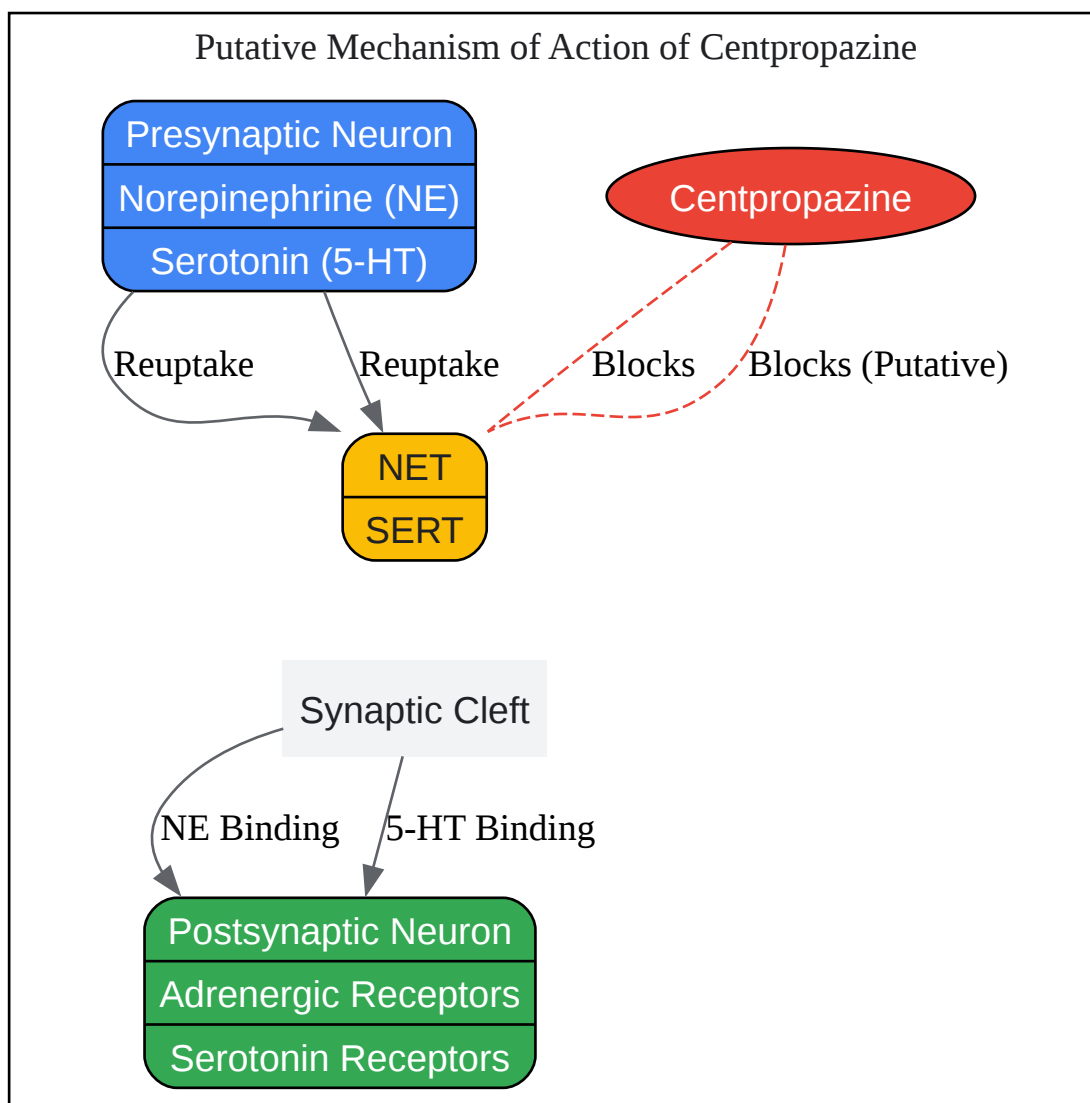 Putative Mechanism of Action of Centpropazine
Presynaptic Neuron
Norepinephrine (NE)
Serotonin (5-HT)
Centpropazine
Reuptake
Reuptake
Blocks
Blocks (Putative)
NET
SERT
Synaptic Cleft
NE Binding
5-HT Binding
Postsynaptic Neuron
Adrenergic Receptors
Serotonin Receptors